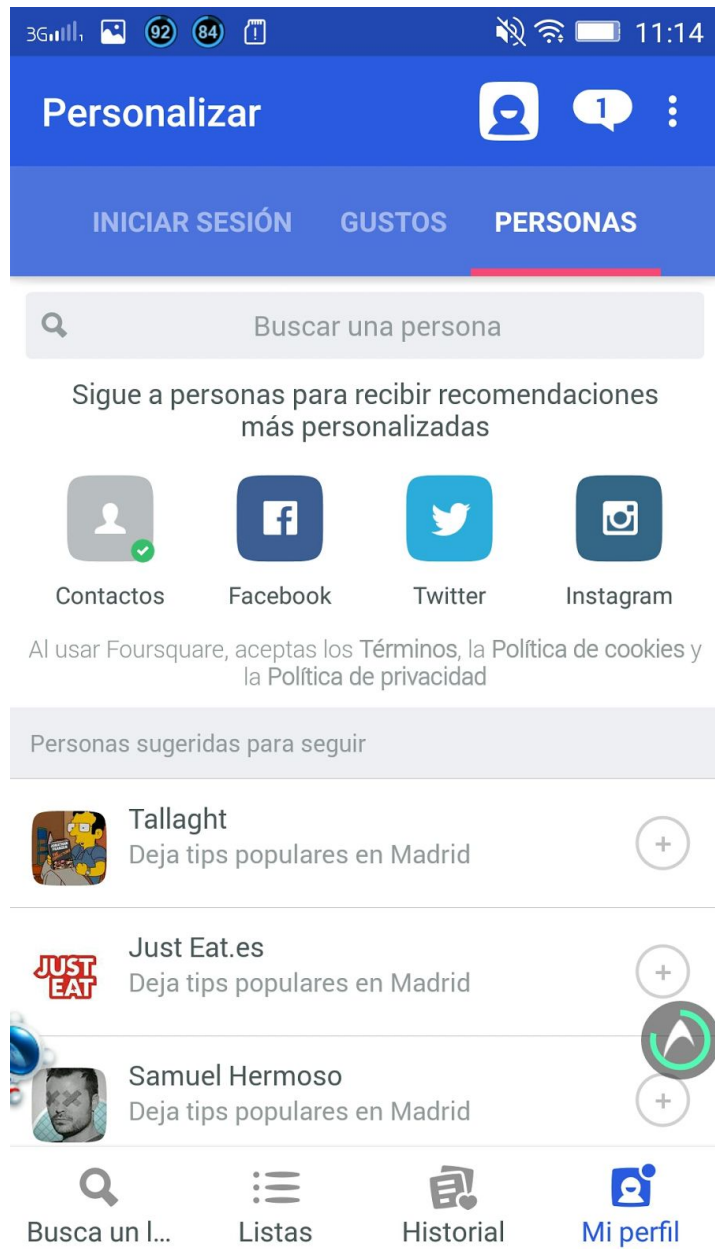 3G 92 84 11:14
Personalizar 1
INICIAR SESIÓN GUSTOS PERSONAS
Buscar una persona
Sigue a personas para recibir recomendaciones
más personalizadas
Contactos Facebook Twitter Instagram
Al usar Foursquare, aceptas los Términos, la Política de cookies y
la Política de privacidad
Personas sugeridas para seguir
Tallaght
Deja tips populares en Madrid
JUST
EAT
Just Eat.es
Deja tips populares en Madrid
Samuel Hermoso
Deja tips populares en Madrid
Busca un l... Listas Historial Mi perfil